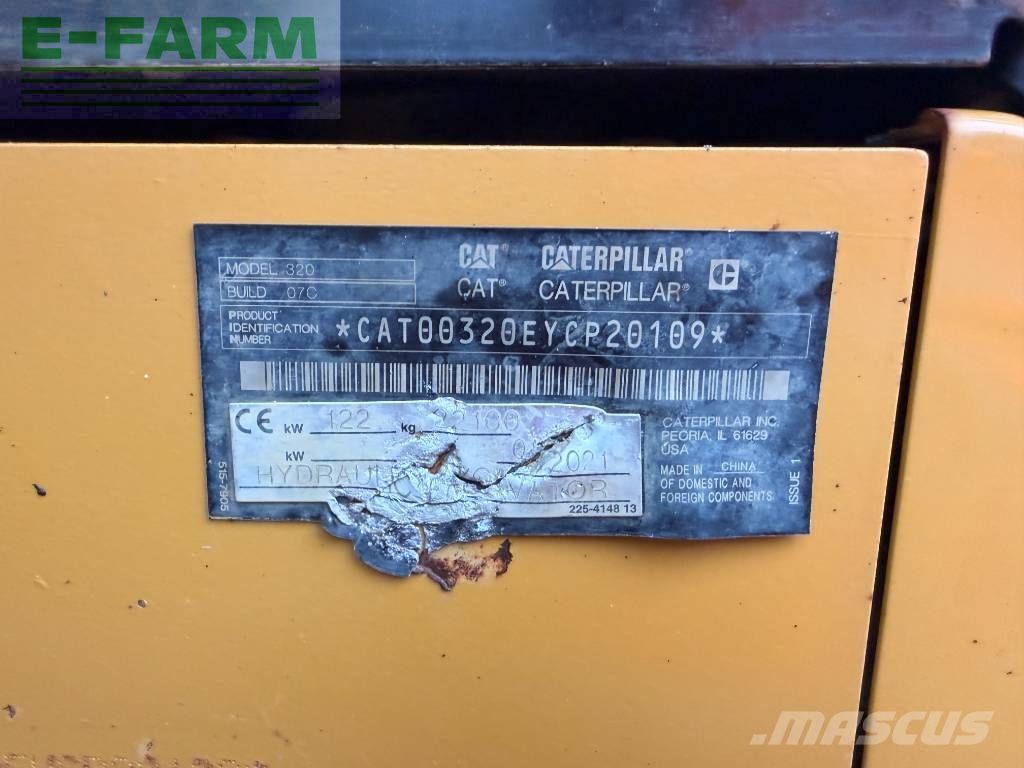 E-FARM
CAT® CATERPILLAR®
CAT® CATERPILLAR®
MODEL 320
BUILD 07C
PRODUCT
IDENTIFICATION
NUMBER
*CAT00320EYCP20109*
CE kW 122 kg
kW 2021
225-4148 13
515-7905
CATERPILLAR INC.
PEORIA, IL 61629
USA
MADE IN CHINA
OF DOMESTIC AND
FOREIGN COMPONENTS.
ISSUE 1
MASCUS